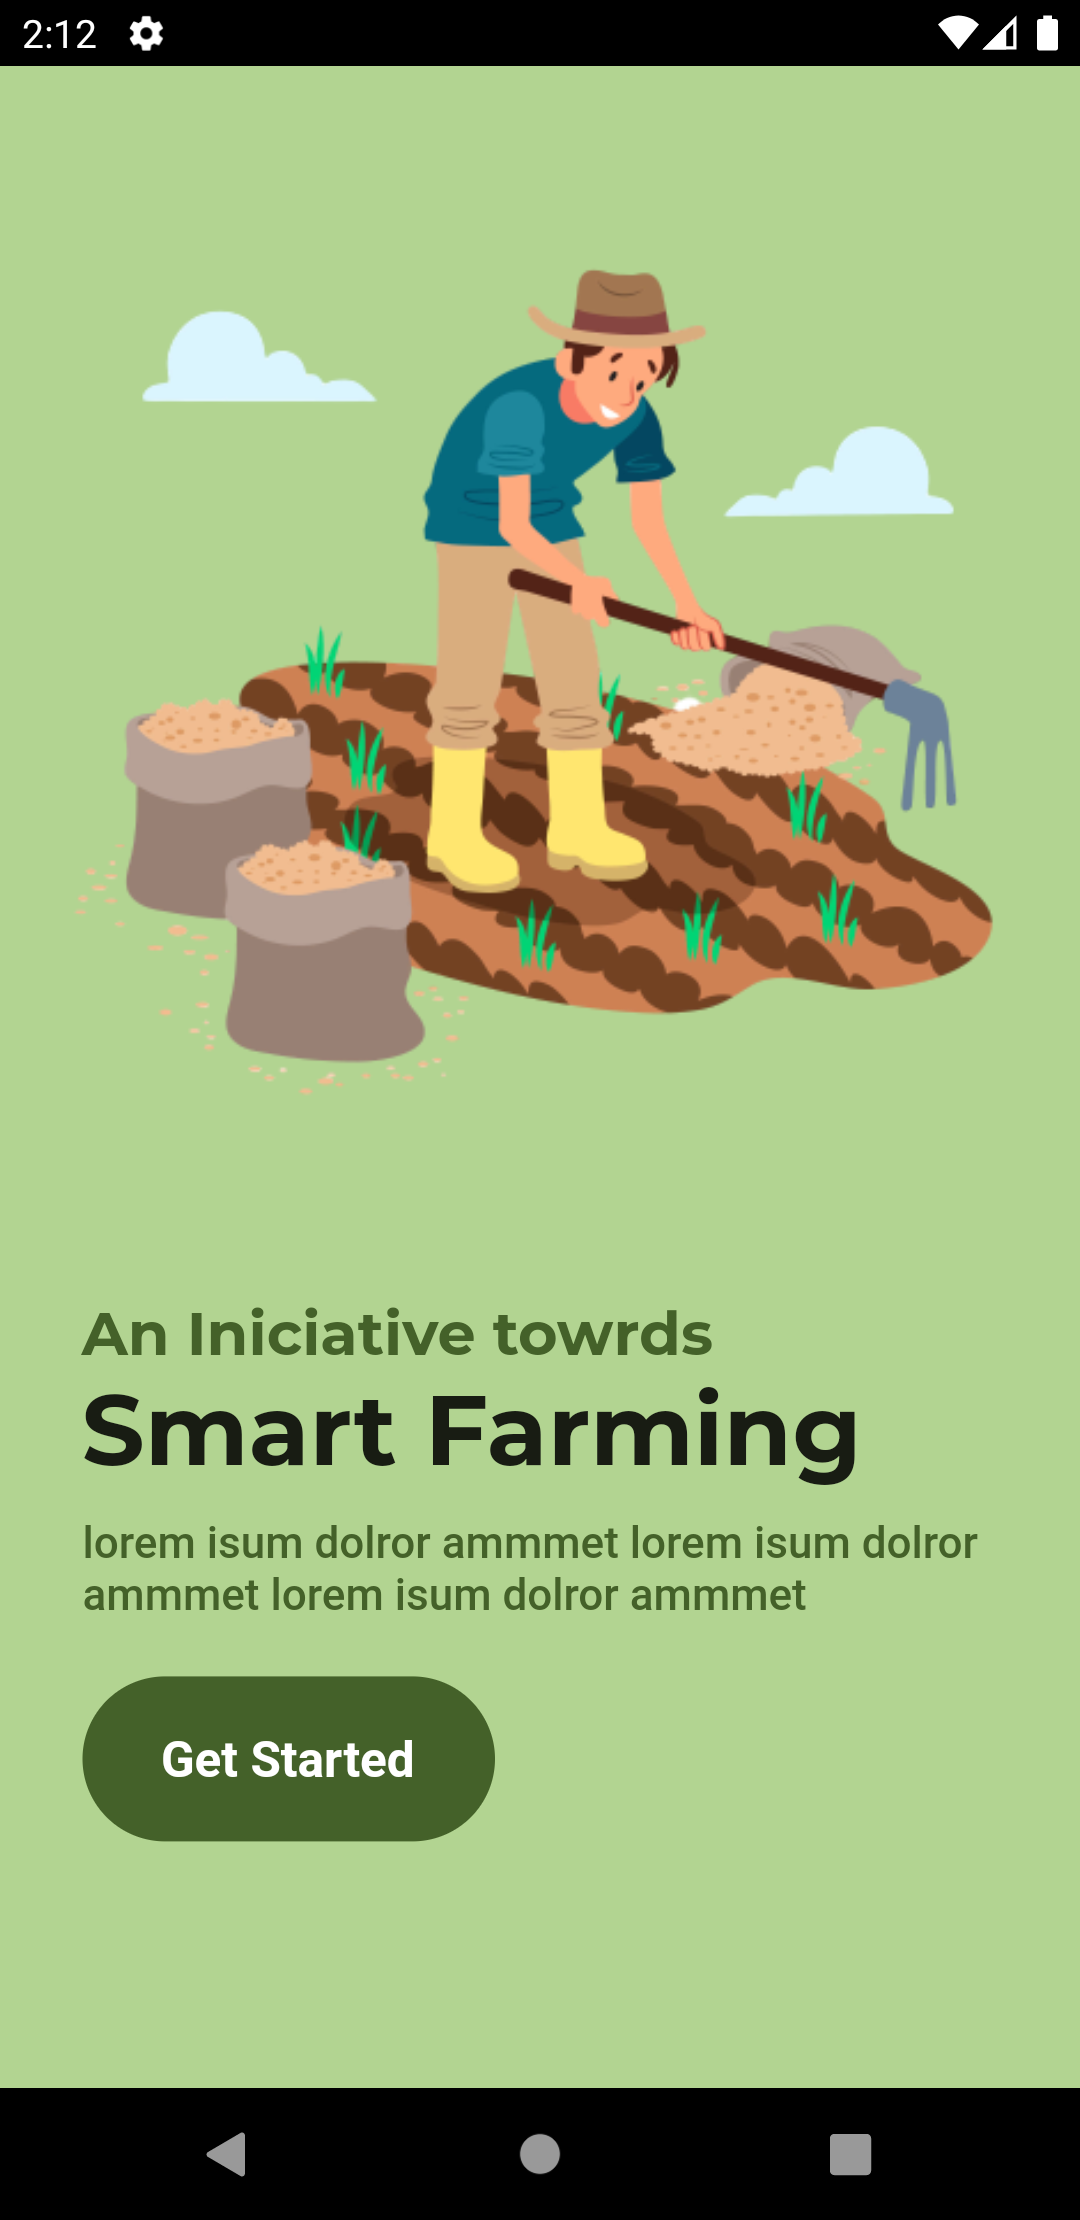 2:12
An Iniciative towrds
Smart Farming
lorem isum dolror ammmet lorem isum dolror
ammmet lorem isum dolror ammmet
Get Started